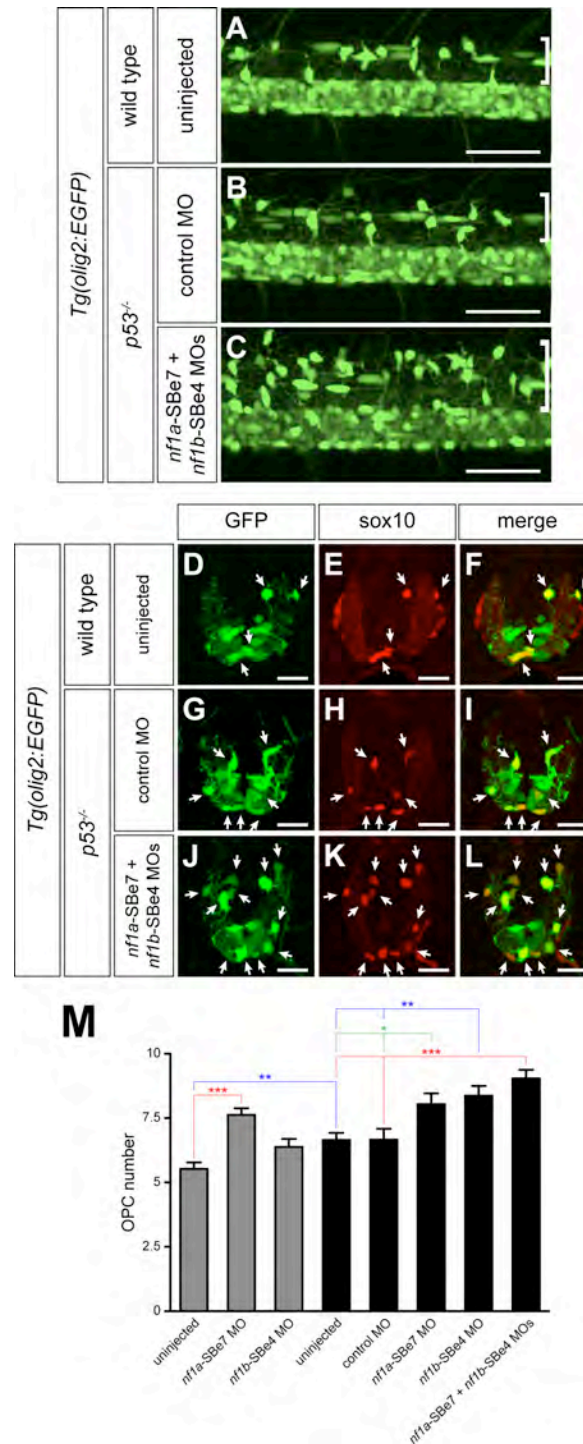 Tg(olig2:EGFP)
wild type
uninjected
A
p53-/-
control MO
B
nf1a-SBe7 +
nf1b-SBe4 MOs
C
GFP
sox10
merge
Tg(olig2:EGFP)
wild type
uninjected
D
E
F
p53-/-
control MO
G
H
I
nf1a-SBe7 +
nf1b-SBe4 MOs
J
K
L
M
**
*
***
**
***
10
7.5
5
2.5
0
OPC number
uninjected
nf1a-SBe7 MO
nf1b-SBe4 MO
uninjected
control MO
nf1a-SBe7 MO
nf1b-SBe4 MO
nf1a-SBe7 + nf1b-SBe4 MOs